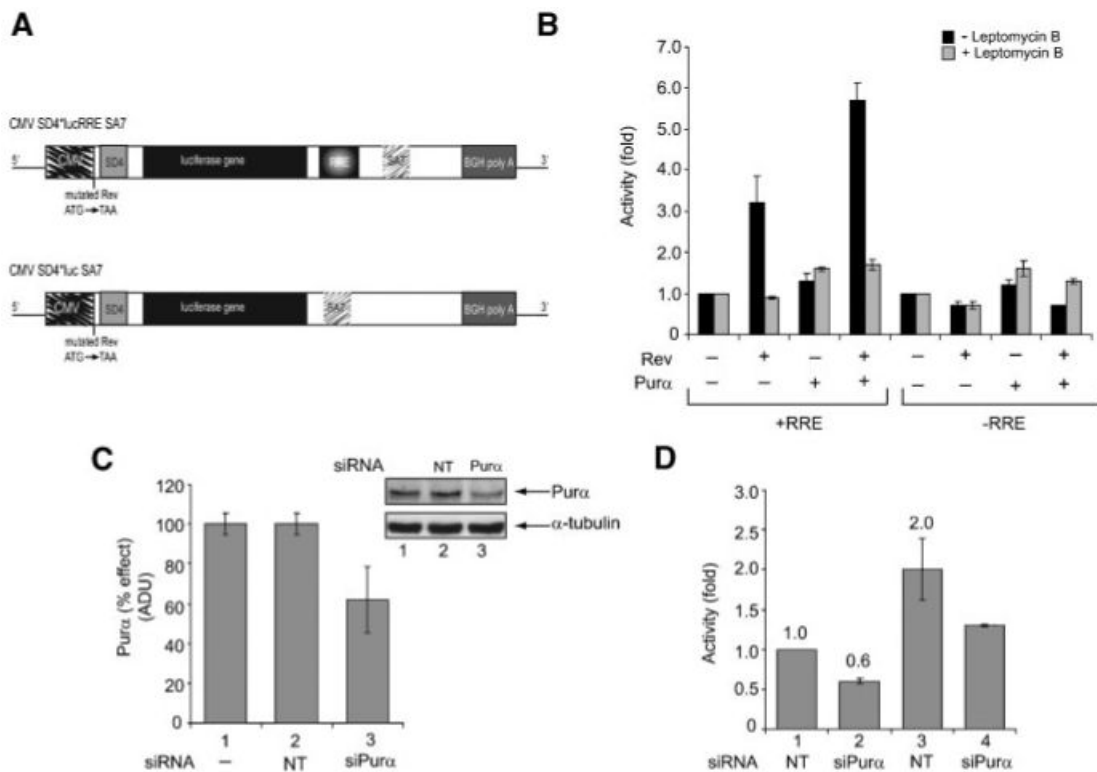 A
CMV SD4*lucRRE SA7
5' CMV SD4 luciferase gene RRE SA7 BGH poly A 3'
mutated Rev
ATG→TAA
CMV SD4*luc SA7
5' CMV SD4 luciferase gene SA7 BGH poly A 3'
mutated Rev
ATG→TAA
B
- Leptomycin B
+ Leptomycin B
Activity (fold)
7.0
6.0
5.0
4.0
3.0
2.0
1.0
0
Rev – + – + – + – +
Purα – – + + – – + +
+RRE -RRE
C
siRNA NT Purα
Purα
α-tubulin
1 2 3
Purα (% effect)
(ADU)
120
100
80
60
40
20
0
1 2 3
siRNA – NT siPurα
D
Activity (fold)
3.0
2.5
2.0
1.5
1.0
0.5
0
1.0
0.6
2.0
1 2 3 4
siRNA NT siPurα NT siPurα